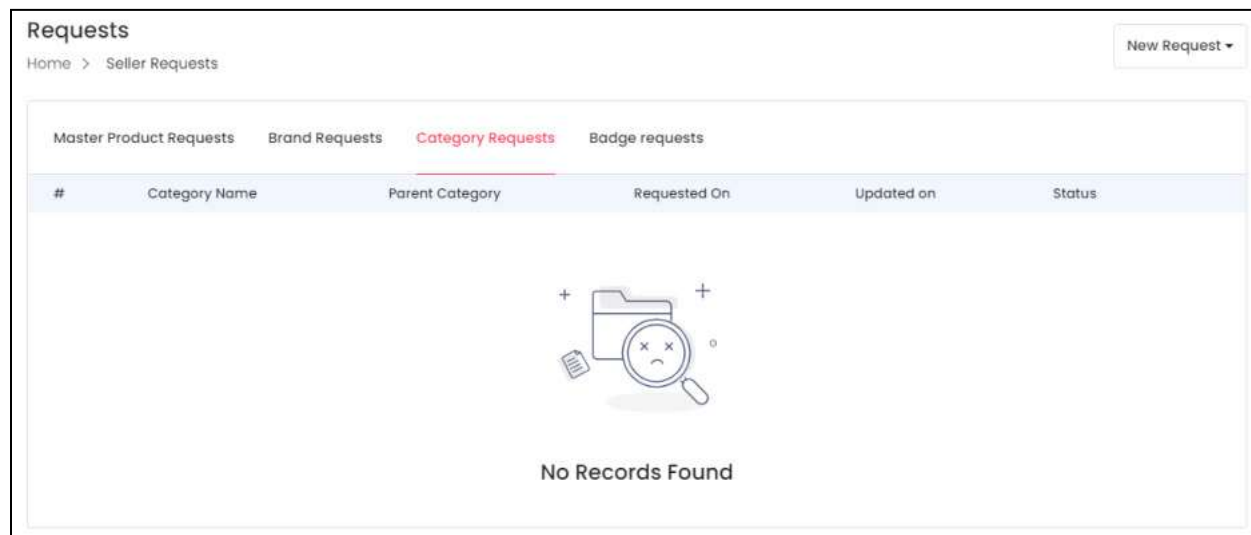 Requests
New Request
Home > Seller Requests
Master Product Requests Brand Requests Category Requests Badge requests
# Category Name Parent Category Requested On Updated on Status
No Records Found